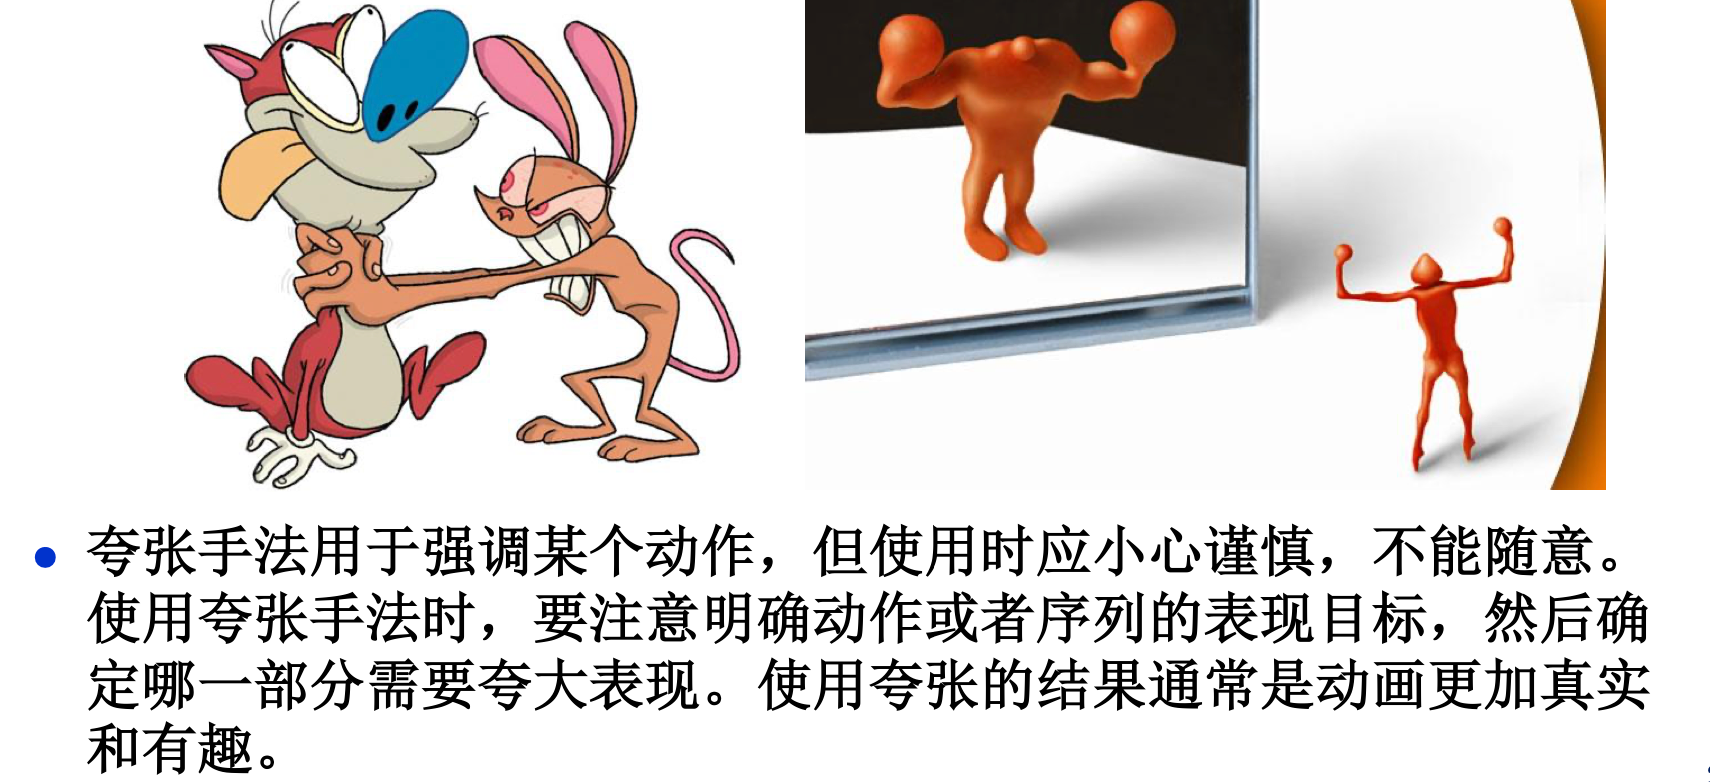 夸张手法用于强调某个动作，但使用时应小心谨慎，不能随意。
使用夸张手法时，要注意明确动作或者序列的表现目标，然后确
定哪一部分需要夸大表现。使用夸张的结果通常是动画更加真实
和有趣。